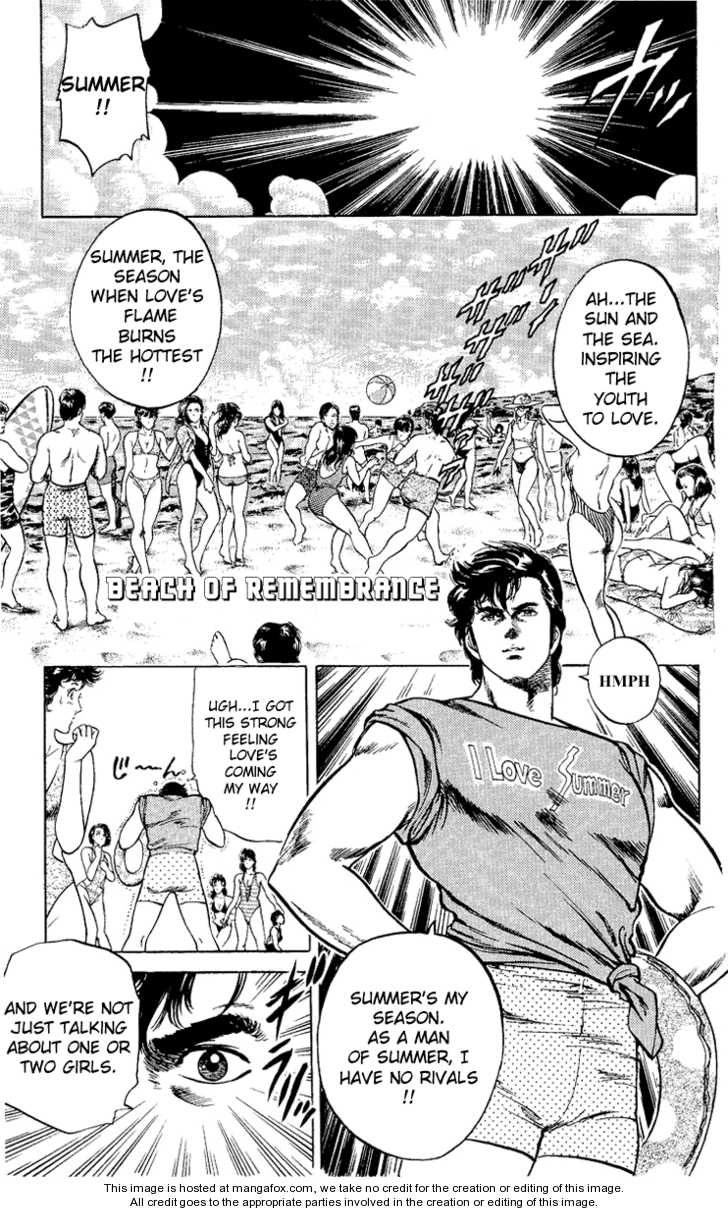 SUMMER
!!
カッ
AH...THE
SUN AND
THE SEA.
INSPIRING
THE
YOUTH
TO LOVE.
SUMMER, THE
SEASON
WHEN LOVE'S
FLAME
BURNS
THE HOTTEST
!!
BEACH OF REMEMBRANCE
HMPH
I Love Summer
SUMMER'S MY
SEASON.
AS A MAN
OF SUMMER, I
HAVE NO RIVALS
!!
UGH...I GOT
THIS STRONG
FEELING
LOVE'S
COMING
MY WAY
!!
じ〜ん
AND WE'RE NOT
JUST TALKING
ABOUT ONE OR
TWO GIRLS.
This image is hosted at mangafox.com, we take no credit for the creation or editing of this image.
All credit goes to the appropriate parties involved in the creation or editing of this image.